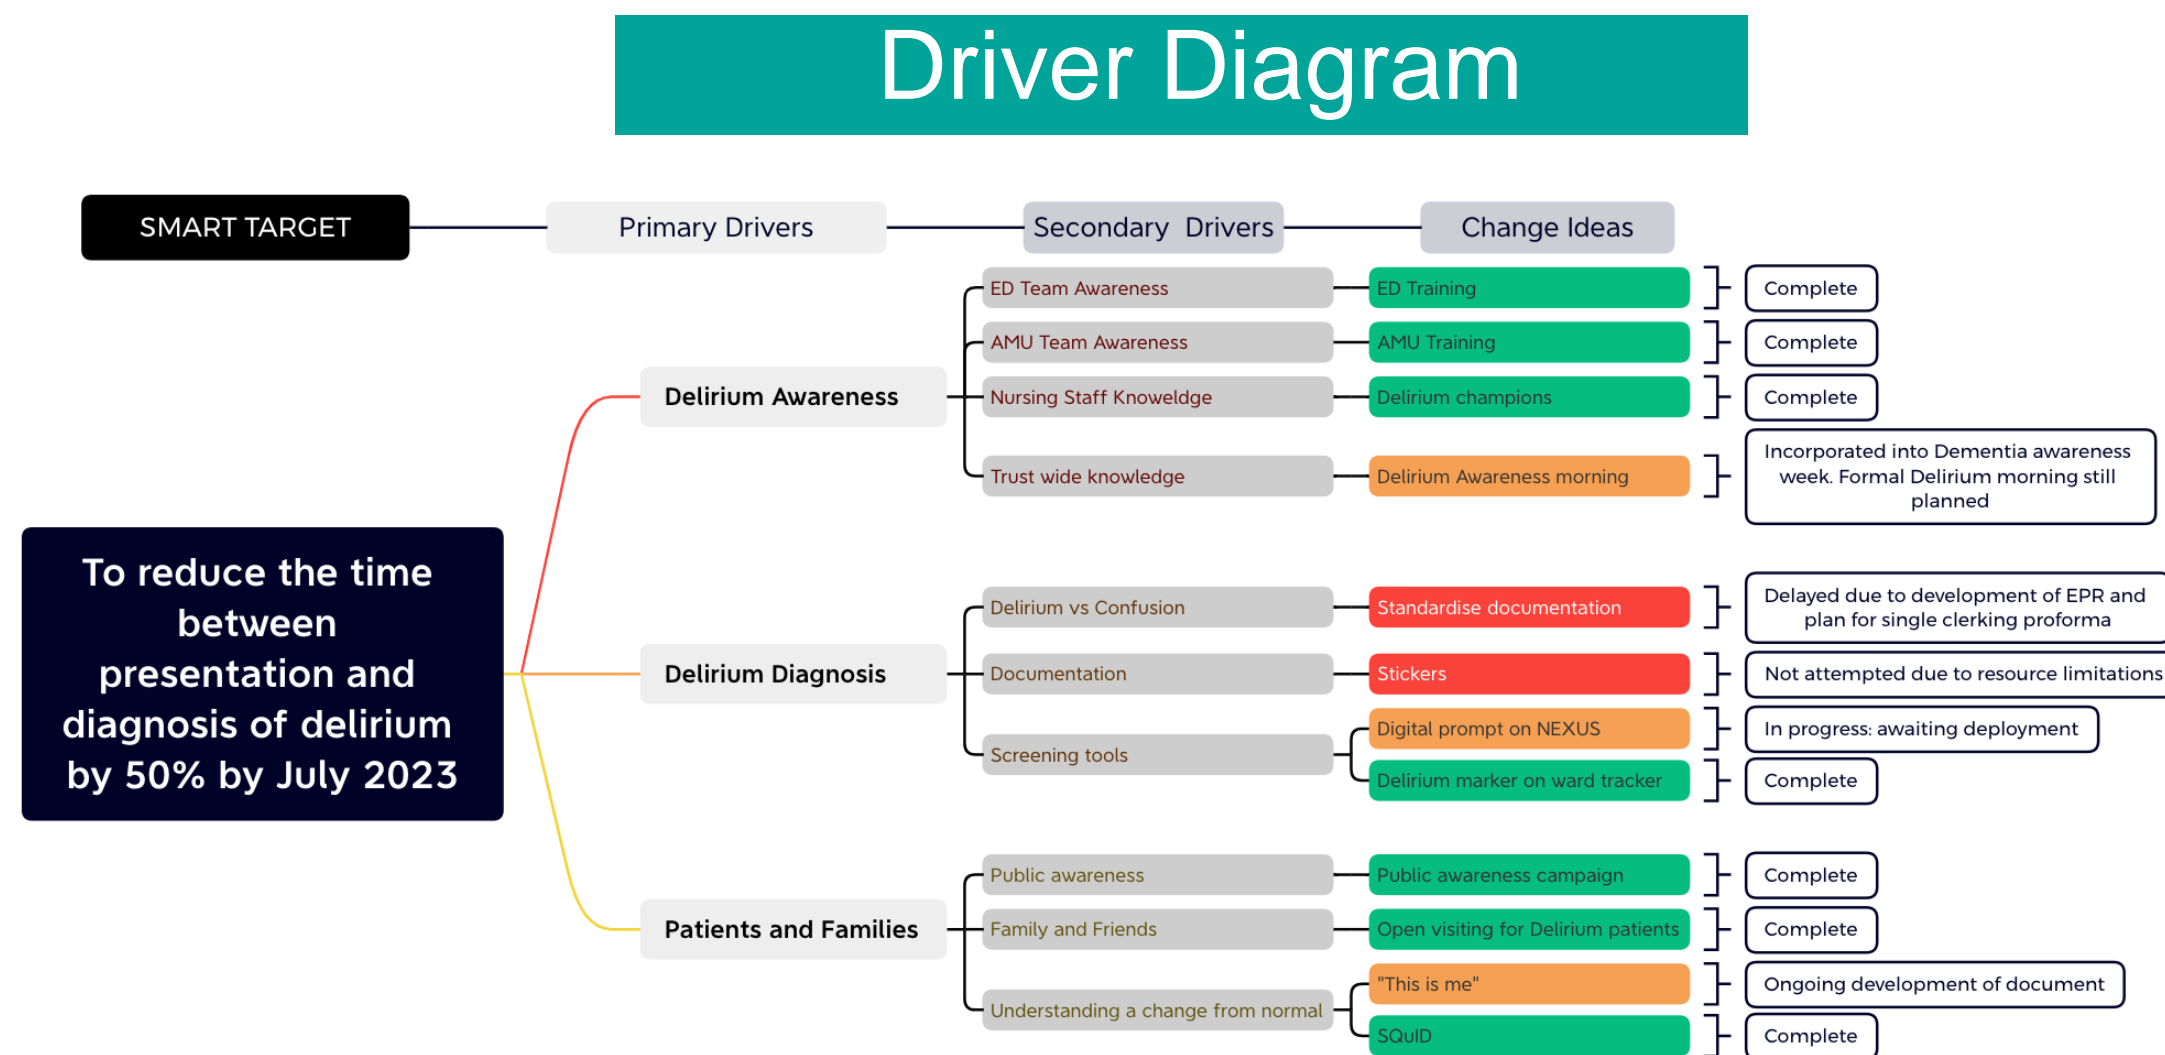 Driver Diagram
SMART TARGET
Primary Drivers
Secondary Drivers
Change Ideas
To reduce the time
between
presentation and
diagnosis of delirium
by 50% by July 2023
Delirium Awareness
ED Team Awareness
ED Training
Complete
AMU Team Awareness
AMU Training
Complete
Nursing Staff Knoweldge
Delirium champions
Complete
Trust wide knowledge
Delirium Awareness morning
Incorporated into Dementia awareness
week. Formal Delirium morning still
planned
Delirium Diagnosis
Delirium vs Confusion
Standardise documentation
Delayed due to development of EPR and
plan for single clerking proforma
Documentation
Stickers
Not attempted due to resource limitations
Screening tools
Digital prompt on NEXUS
In progress: awaiting deployment
Delirium marker on ward tracker
Complete
Patients and Families
Public awareness
Public awareness campaign
Complete
Family and Friends
Open visiting for Delirium patients
Complete
Understanding a change from normal
"This is me"
Ongoing development of document
SQuID
Complete